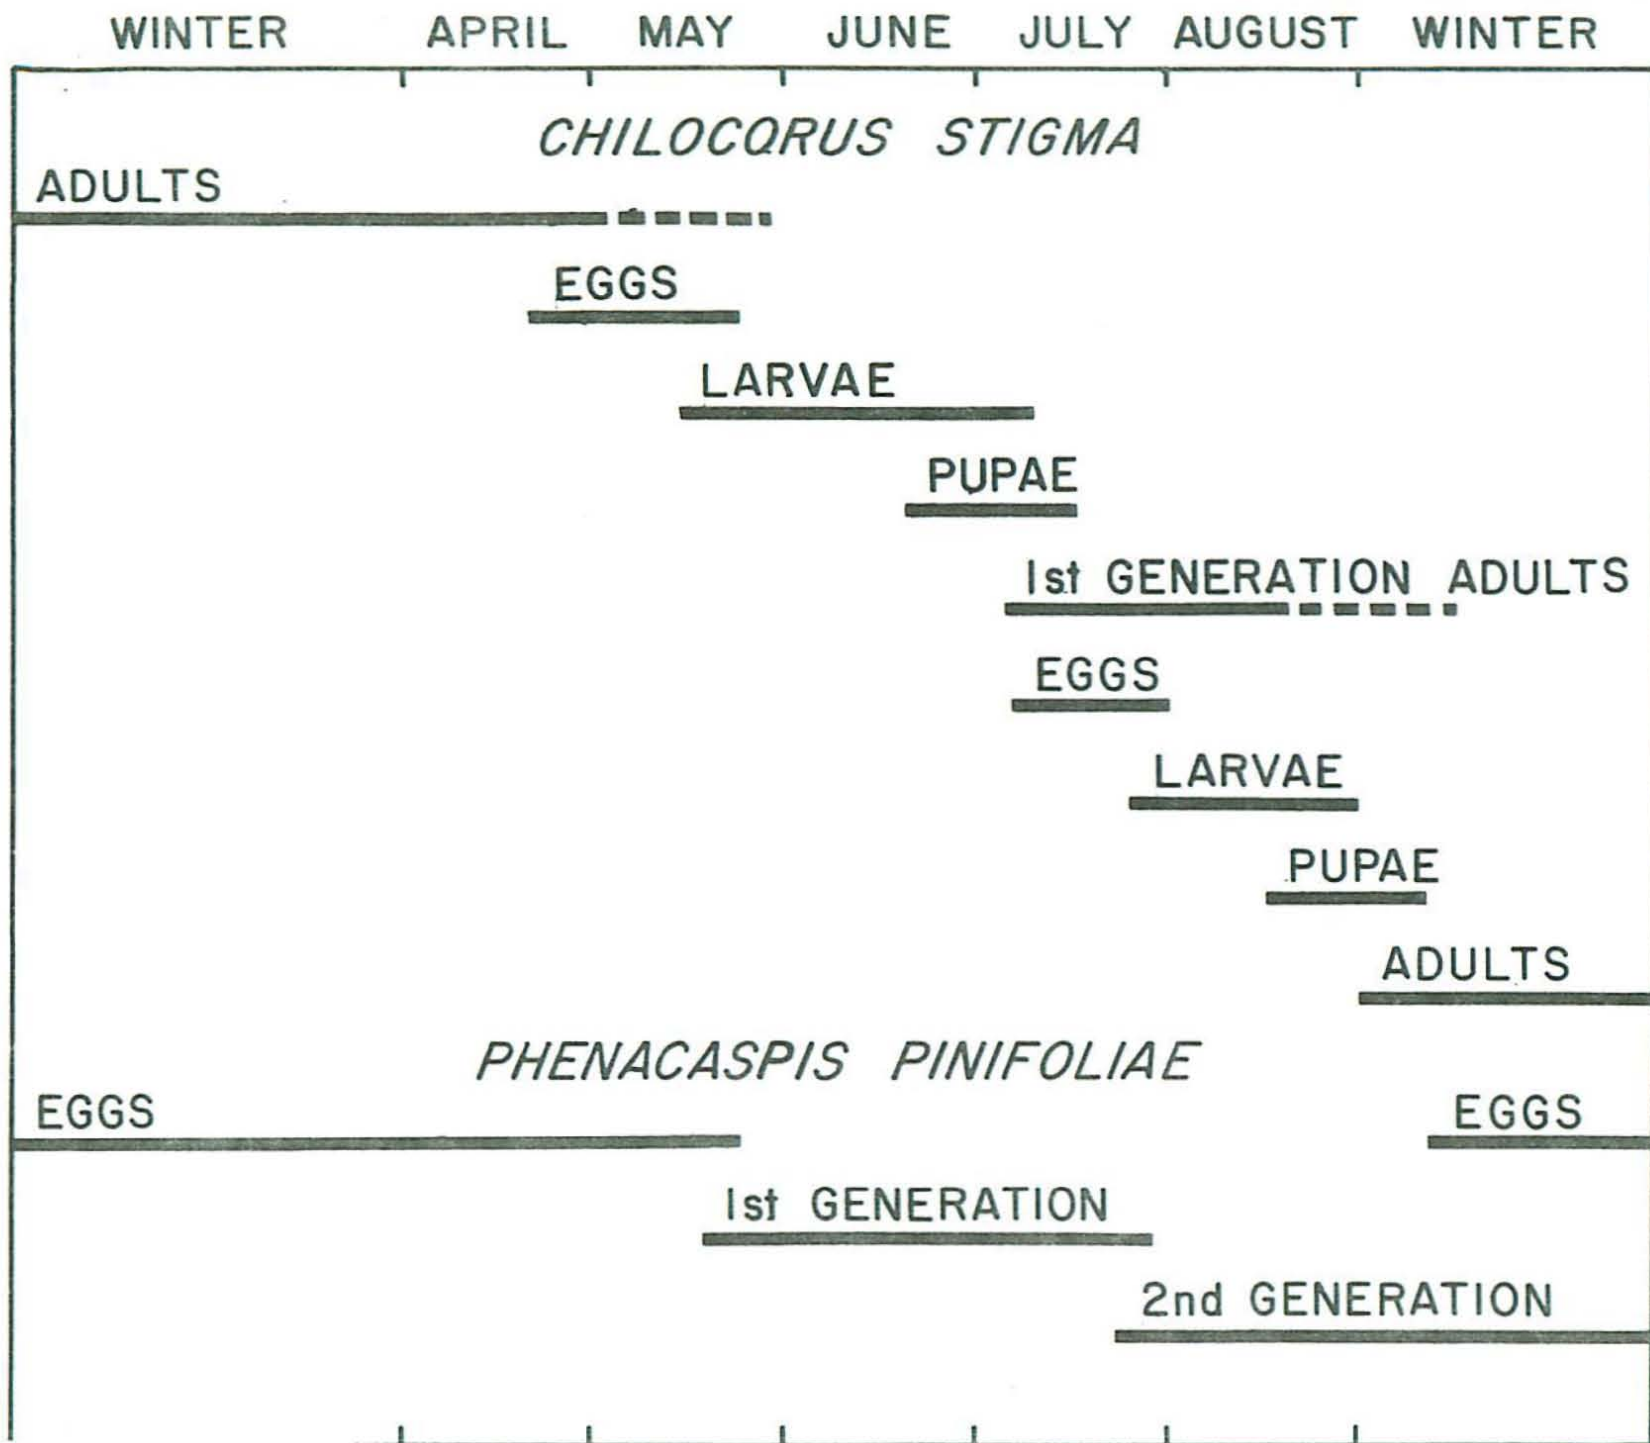 WINTER APRIL MAY JUNE JULY AUGUST WINTER
CHILOCORUS STIGMA
ADULTS
EGGS
LARVAE
PUPAE
1st GENERATION ADULTS
EGGS
LARVAE
PUPAE
ADULTS
PHENACASPIS PINIFOLIAE
EGGS EGGS
1st GENERATION
2nd GENERATION